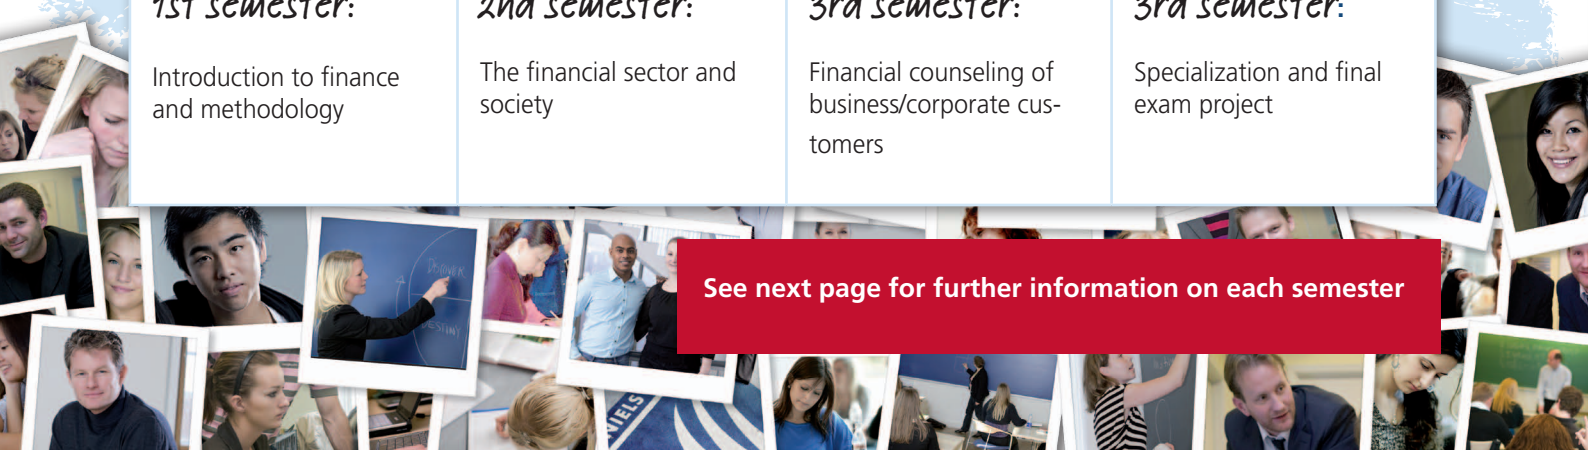 1st semester:
Introduction to finance
and methodology
2nd semester:
The financial sector and
society
3rd semester:
Financial counseling of
business/corporate cus-
tomers
3rd semester:
Specialization and final
exam project
See next page for further information on each semester
NIELS